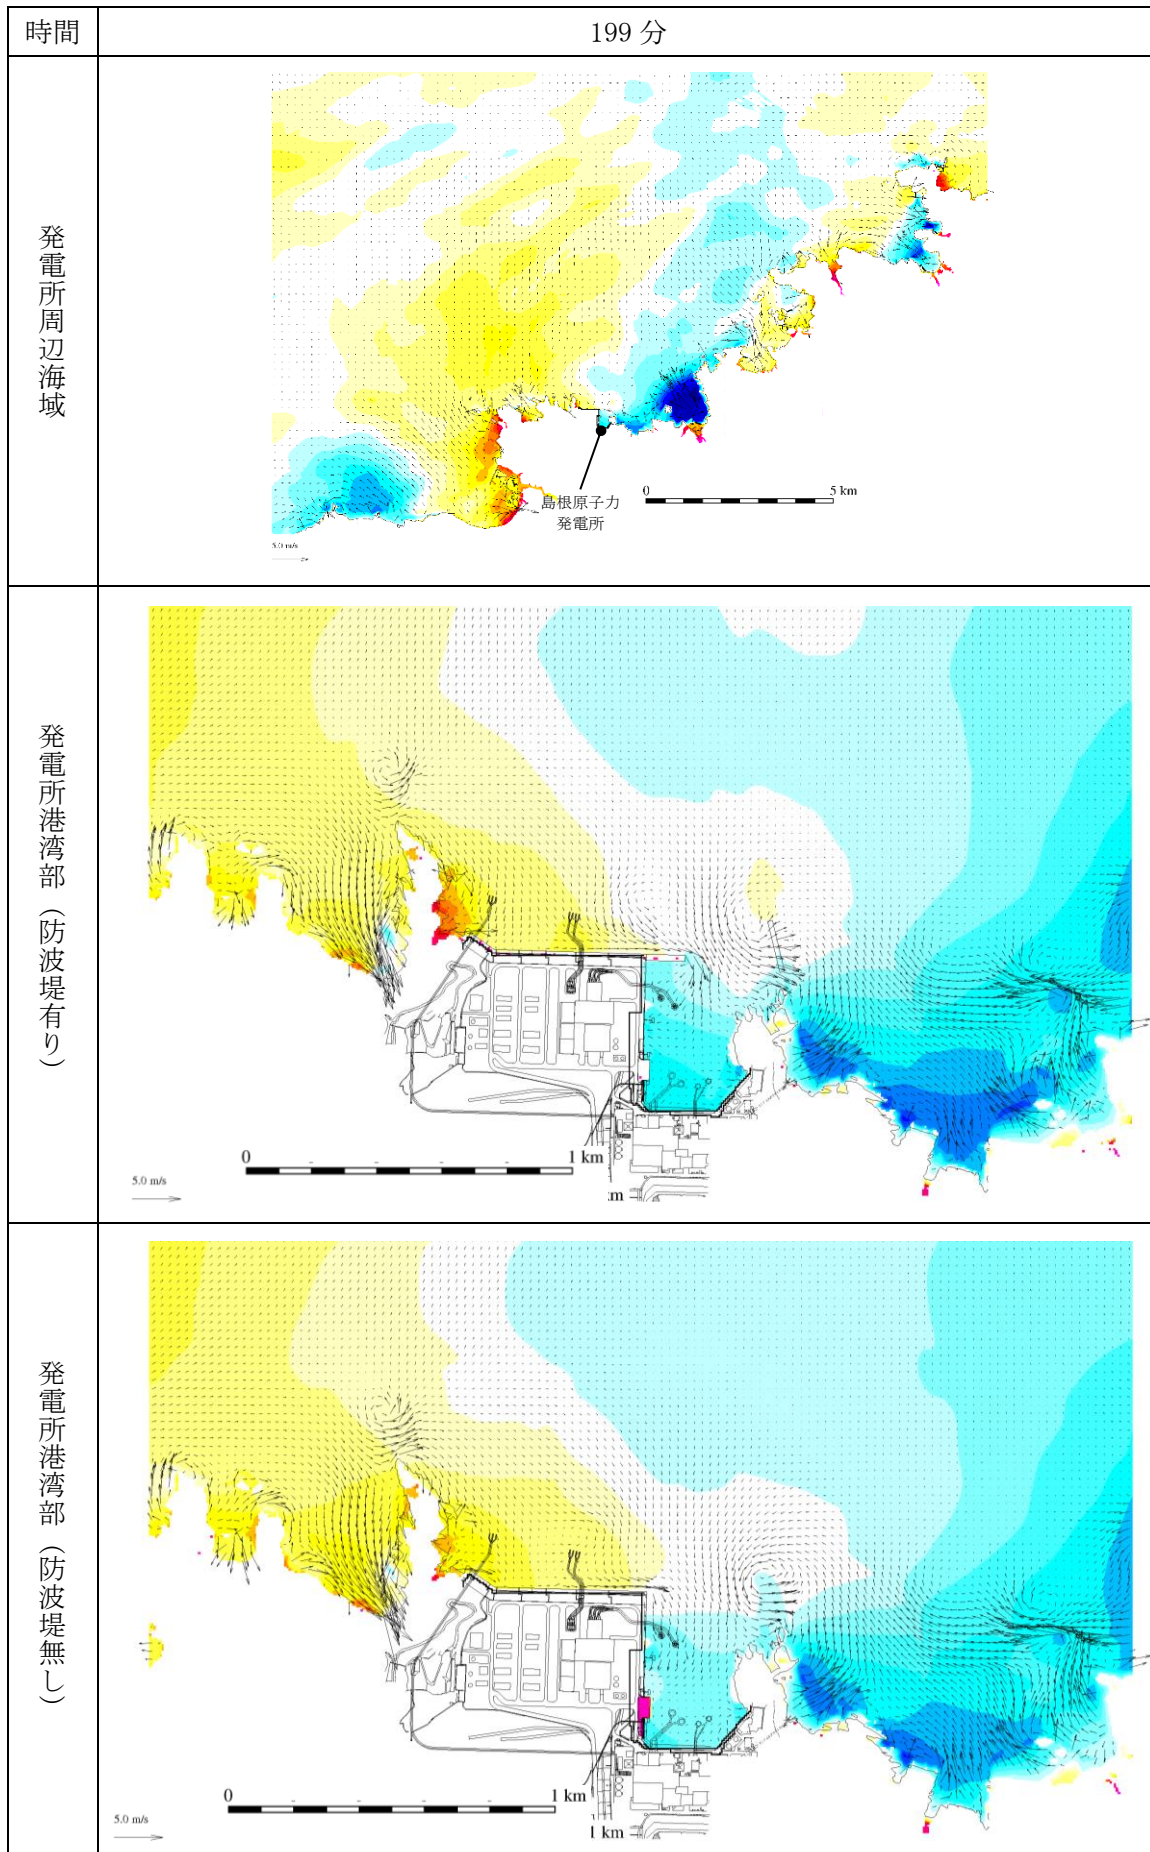 時間
199 分
発電所周辺海域
島根原子力
発電所
0 5 km
5.0 m/s
発電所港湾部（防波堤有り）
0 1 km
5.0 m/s
発電所港湾部（防波堤無し）
0 1 km
5.0 m/s
1 km